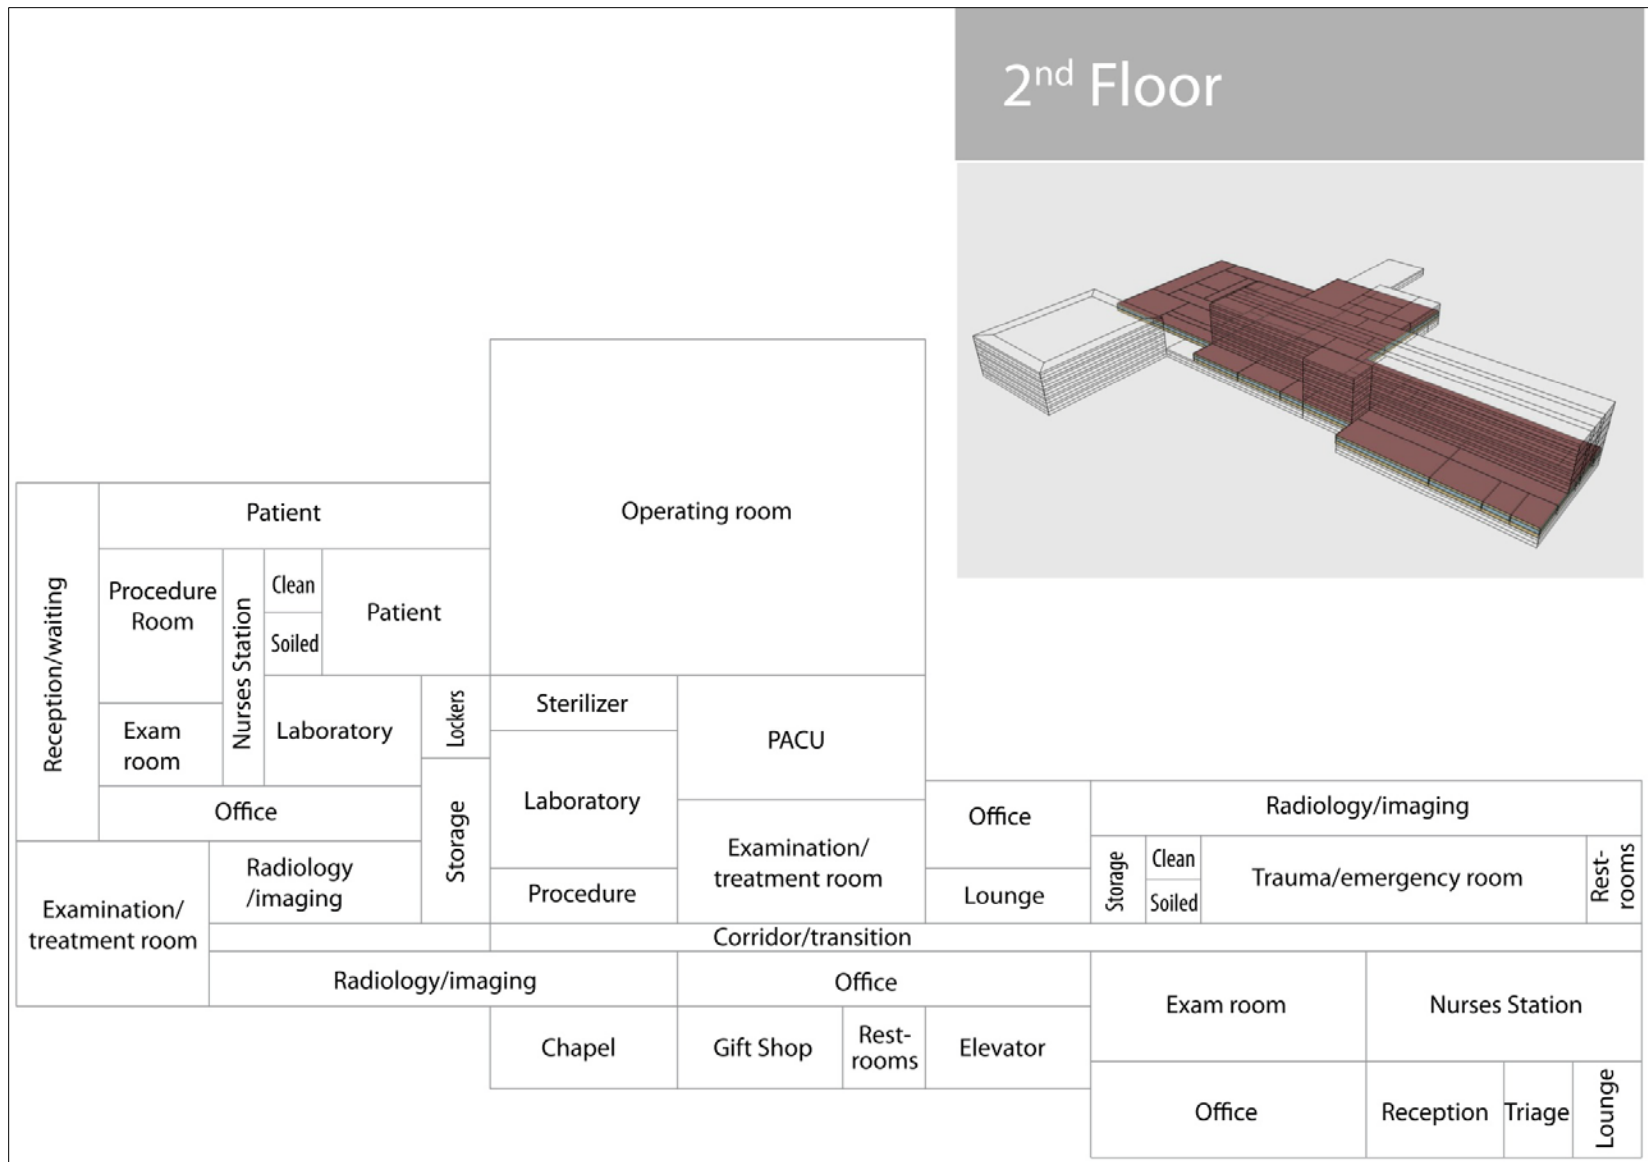 2nd Floor
Operating room
Patient
Reception/waiting
Procedure
Room
Nurses Station
Clean
Soiled
Patient
Exam
room
Laboratory
Lockers
Sterilizer
PACU
Office
Storage
Laboratory
Examination/
treatment room
Office
Radiology/imaging
Radiology
/imaging
Procedure
Lounge
Storage
Clean
Soiled
Trauma/emergency room
Rest-
rooms
Examination/
treatment room
Corridor/transition
Radiology/imaging
Office
Exam room
Nurses Station
Chapel
Gift Shop
Rest-
rooms
Elevator
Office
Reception
Triage
Lounge